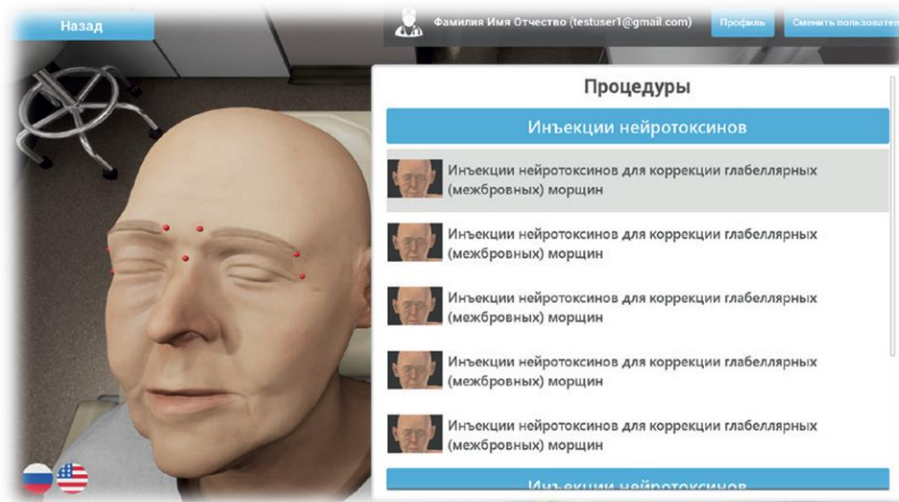 Назад
Фамилия Имя Отчество (testuser1@gmail.com)
Профиль
Сменить пользовател
Процедуры
Инъекции нейротоксинов
Инъекции нейротоксинов для коррекции глабеллярных
(межбровных) морщин
Инъекции нейротоксинов для коррекции глабеллярных
(межбровных) морщин
Инъекции нейротоксинов для коррекции глабеллярных
(межбровных) морщин
Инъекции нейротоксинов для коррекции глабеллярных
(межбровных) морщин
Инъекции нейротоксинов для коррекции глабеллярных
(межбровных) морщин
Инъекции нейротоксинов